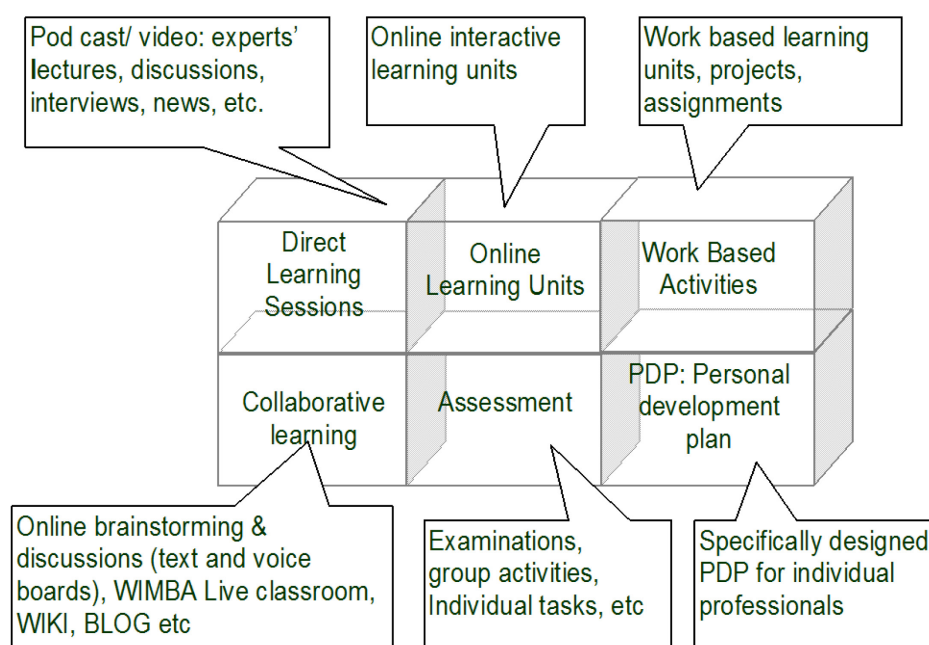 Pod cast/ video: experts'
lectures, discussions,
interviews, news, etc.
Online interactive
learning units
Work based learning
units, projects,
assignments
Direct
Learning
Sessions
Online
Learning Units
Work Based
Activities
Collaborative
learning
Assessment
PDP: Personal
development
plan
Online brainstorming &
discussions (text and voice
boards), WIMBA Live classroom,
WIKI, BLOG etc
Examinations,
group activities,
Individual tasks, etc
Specifically designed
PDP for individual
professionals